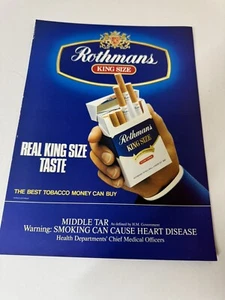 Rothmans
KING SIZE
Rothmans
KING SIZE
REAL KING SIZE
TASTE
THE BEST TOBACCO MONEY CAN BUY
MIDDLE TAR As defined by H.M. Government
Warning: SMOKING CAN CAUSE HEART DISEASE
Health Departments' Chief Medical Officers